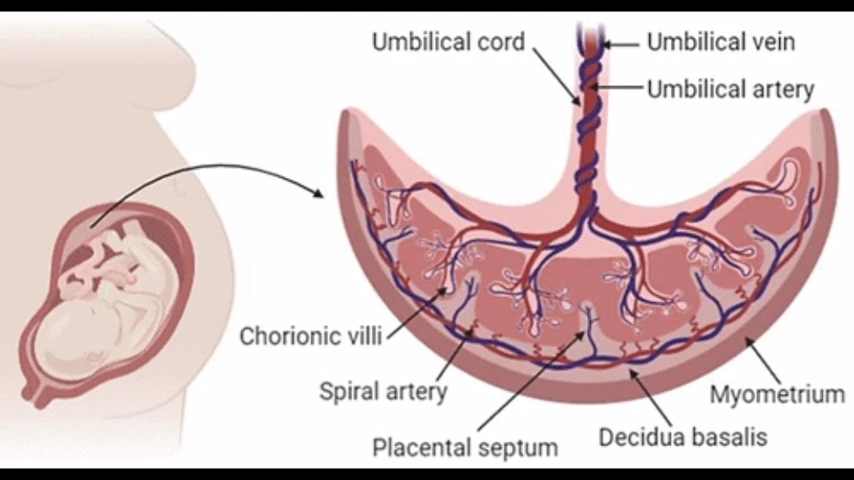 Umbilical cord
Umbilical vein
Umbilical artery
Chorionic villi
Spiral artery
Myometrium
Placental septum
Decidua basalis